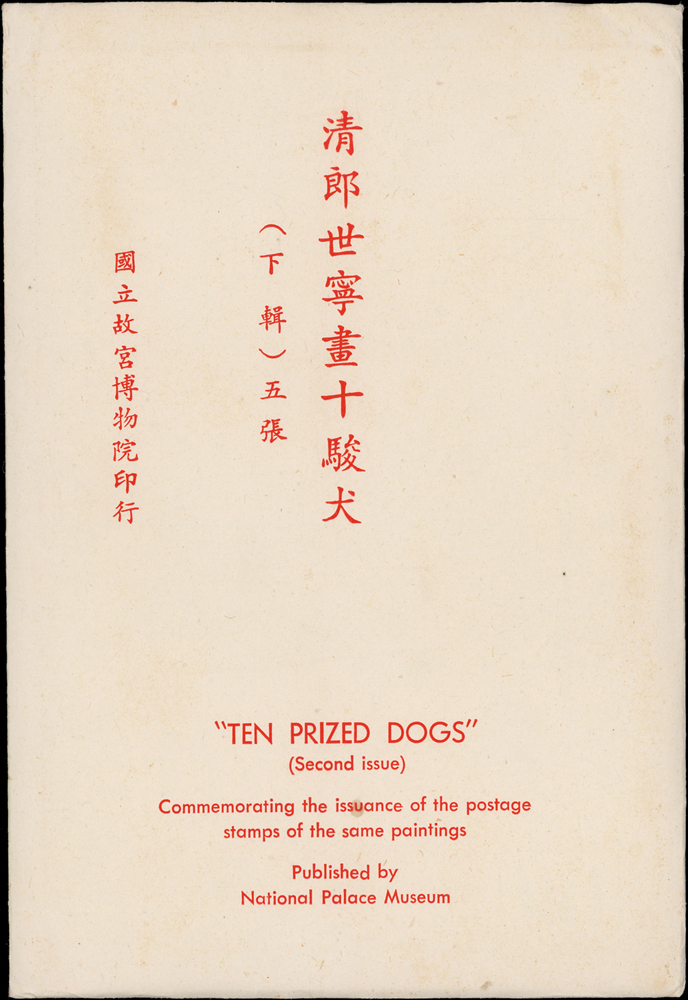 清郎世寧畫十駿犬
（下輯）五張
國立故宮博物院印行
"TEN PRIZED DOGS"
(Second issue)
Commemorating the issuance of the postage
stamps of the same paintings
Published by
National Palace Museum